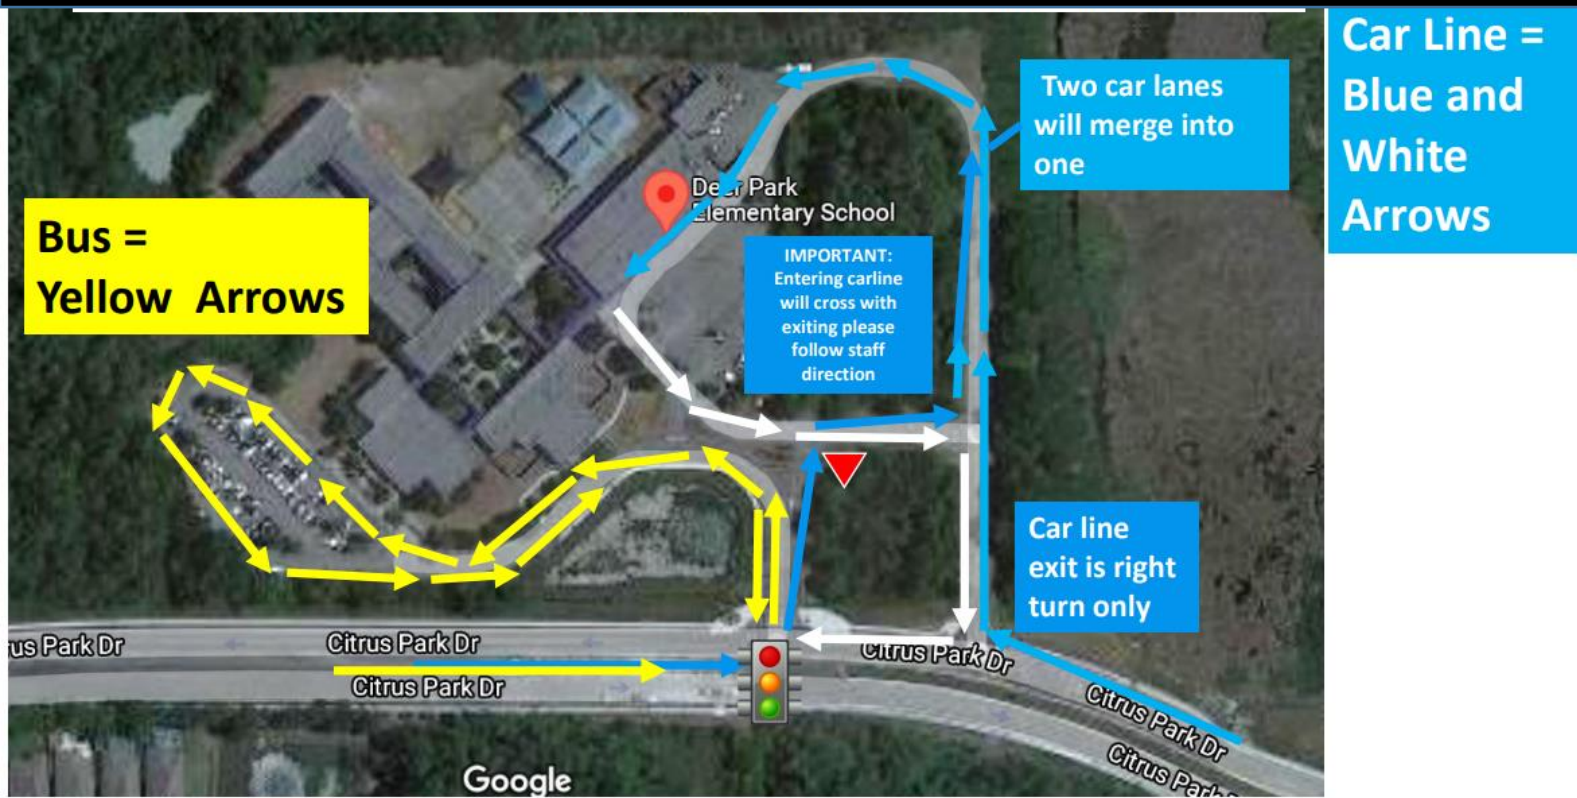 Car Line =
Blue and
White
Arrows
Two car lanes
will merge into
one
Deer Park
Elementary School
Bus =
Yellow Arrows
IMPORTANT:
Entering carline
will cross with
exiting please
follow staff
direction
Car line
exit is right
turn only
rus Park Dr
Citrus Park Dr
Citrus Park Dr
Citrus Park Dr
Citrus Park Dr
Citrus Park
Google